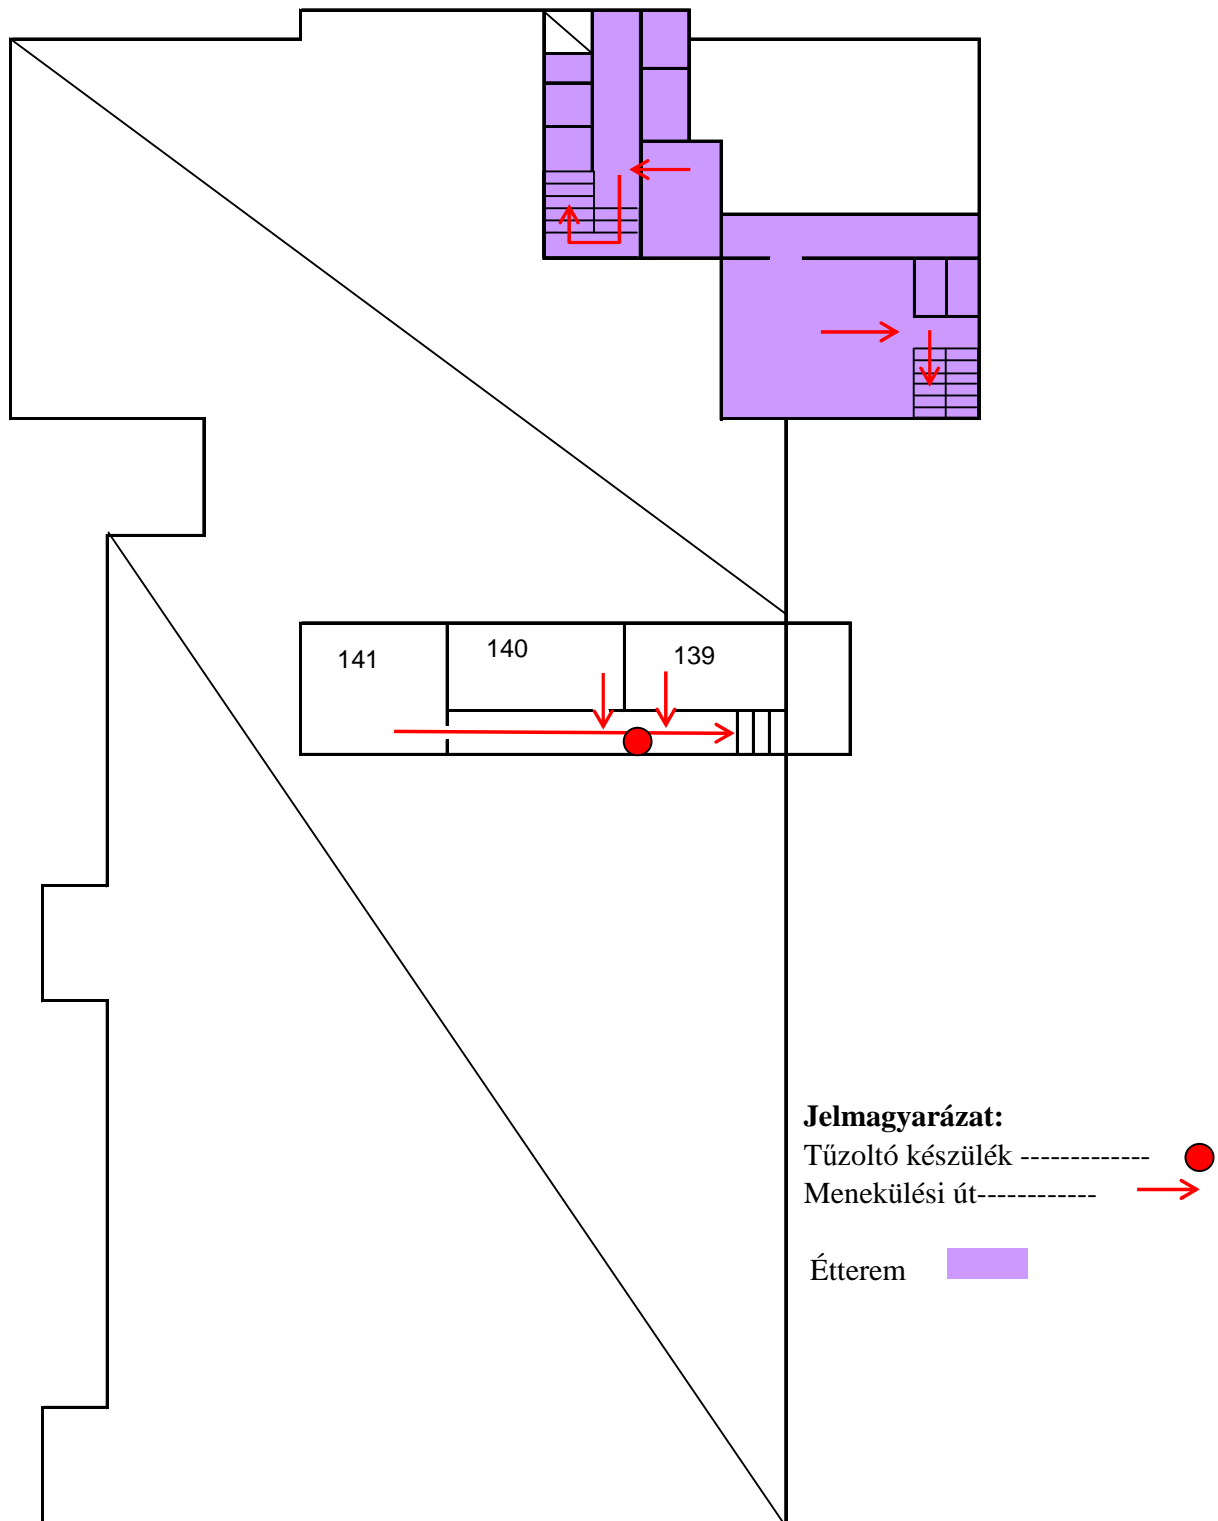 141
140
139
Jelmagyarázat:
Tűzoltó készülék -------------
Menekülési út------------
Étterem